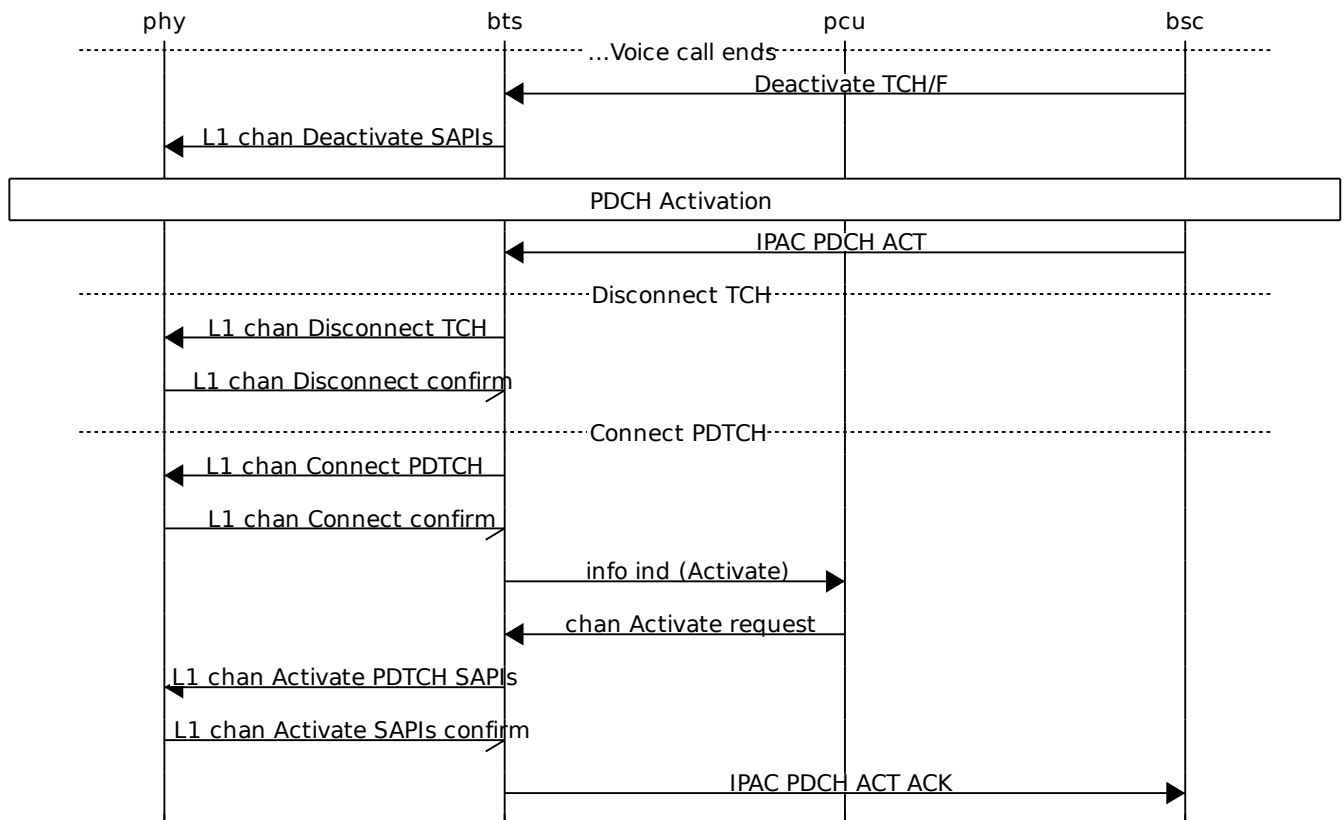 phy bts pcu bsc
...Voice call ends
Deactivate TCH/F
L1 chan Deactivate SAPIs
PDCH Activation
IPAC PDCH ACT
Disconnect TCH
L1 chan Disconnect TCH
L1 chan Disconnect confirm
Connect PDTCH
L1 chan Connect PDTCH
L1 chan Connect confirm
info ind (Activate)
chan Activate request
L1 chan Activate PDTCH SAPIs
L1 chan Activate SAPIs confirm
IPAC PDCH ACT ACK